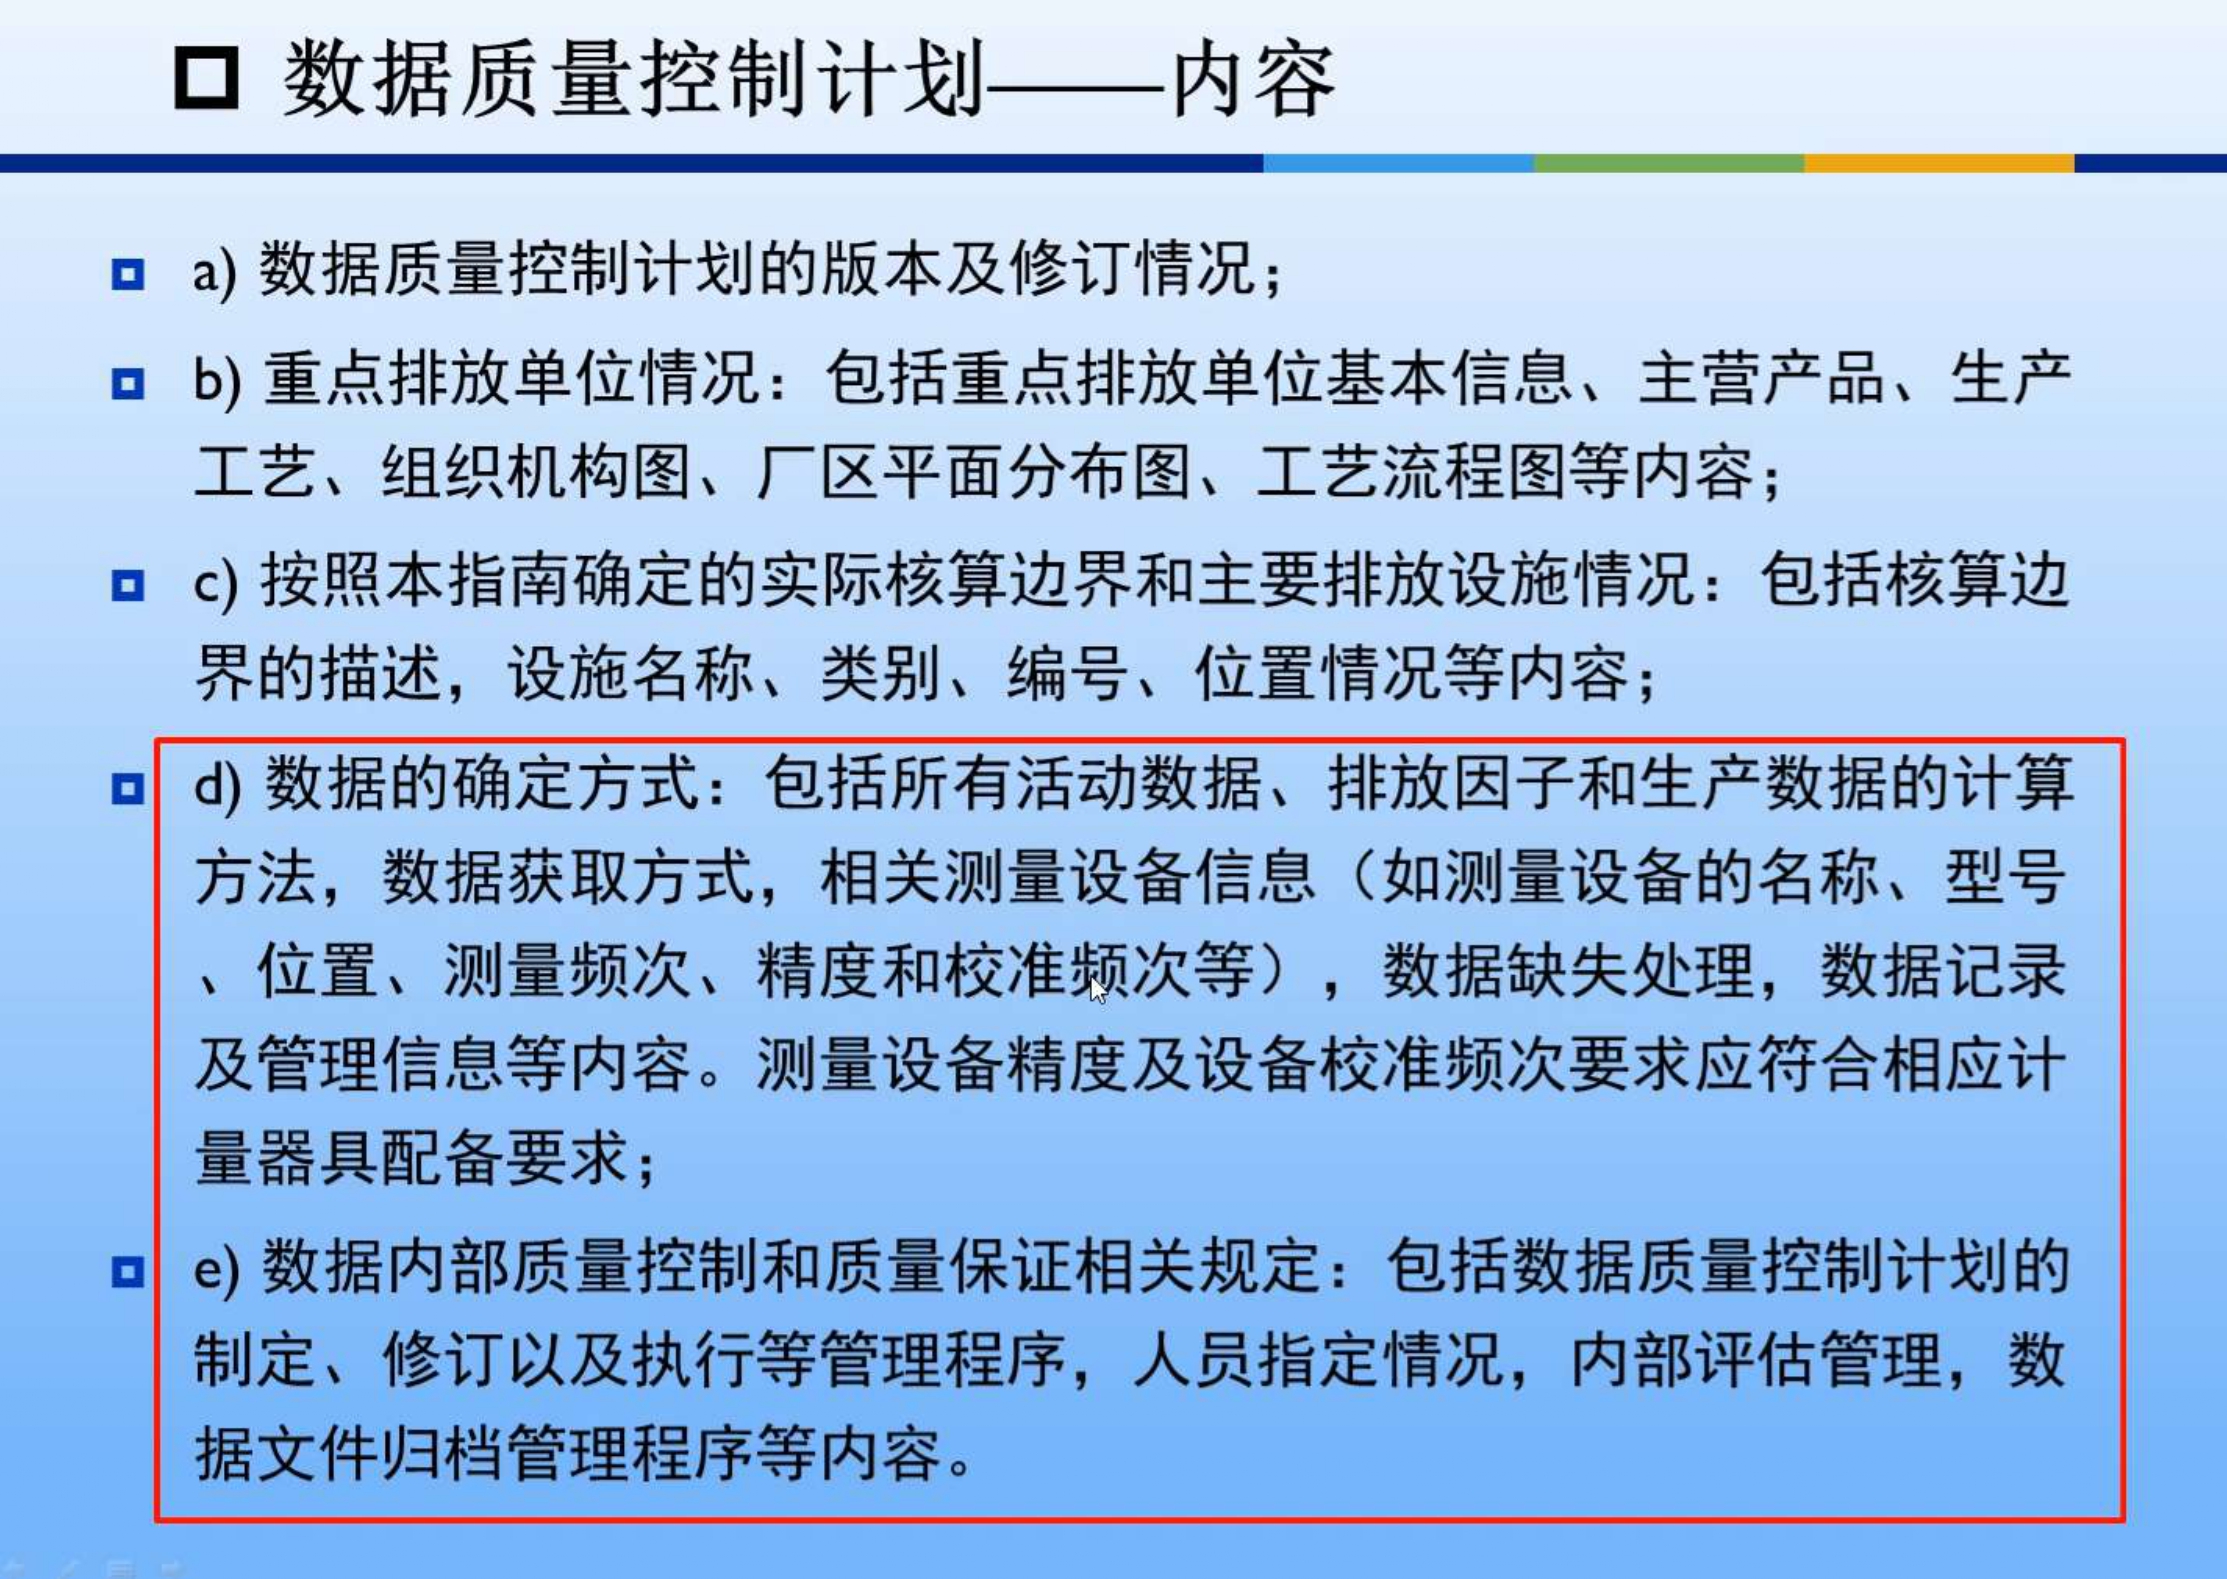 数据质量控制计划——内容
a) 数据质量控制计划的版本及修订情况；
b) 重点排放单位情况：包括重点排放单位基本信息、主营产品、生产
工艺、组织机构图、厂区平面分布图、工艺流程图等内容；
c) 按照本指南确定的实际核算边界和主要排放设施情况：包括核算边
界的描述，设施名称、类别、编号、位置情况等内容；
d) 数据的确定方式：包括所有活动数据、排放因子和生产数据的计算
方法，数据获取方式，相关测量设备信息（如测量设备的名称、型号
、位置、测量频次、精度和校准频次等），数据缺失处理，数据记录
及管理信息等内容。测量设备精度及设备校准频次要求应符合相应计
量器具配备要求；
e) 数据内部质量控制和质量保证相关规定：包括数据质量控制计划的
制定、修订以及执行等管理程序，人员指定情况，内部评估管理，数
据文件归档管理程序等内容。